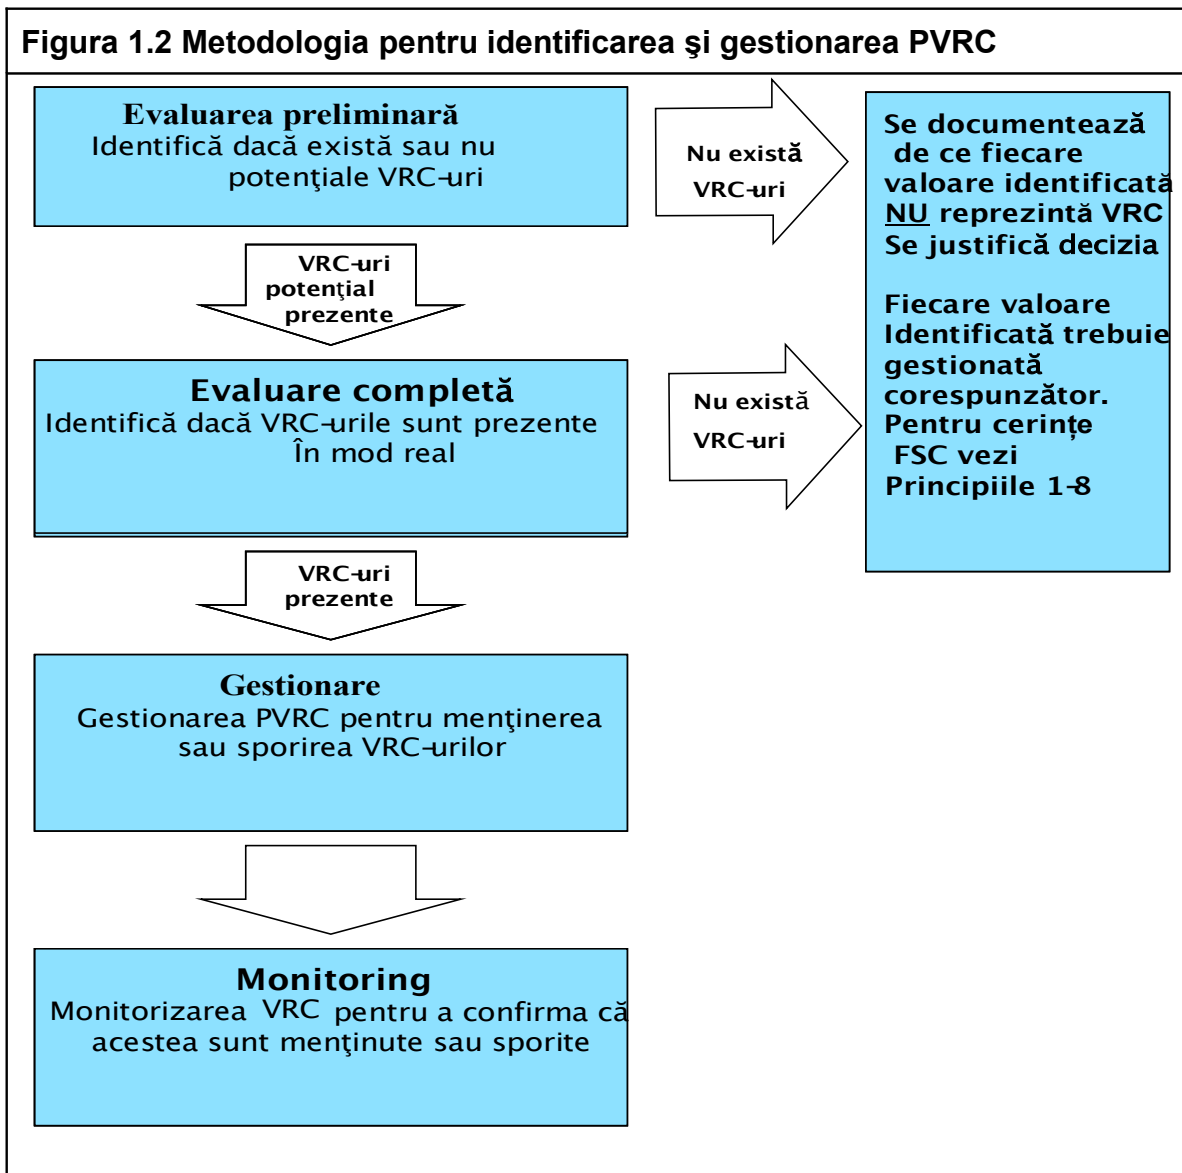 Figura 1.2 Metodologia pentru identificarea şi gestionarea PVRC
Evaluarea preliminară
Identifică dacă există sau nu
potenţiale VRC-uri
Nu există
VRC-uri
Se documentează
de ce fiecare
valoare identificată
NU reprezintă VRC
Se justifică decizia
Fiecare valoare
Identificată trebuie
gestionată
corespunzător.
Pentru cerințe
FSC vezi
Principiile 1-8
VRC-uri
potenţial
prezente
Evaluare completă
Identifică dacă VRC-urile sunt prezente
În mod real
Nu există
VRC-uri
VRC-uri
prezente
Gestionare
Gestionarea PVRC pentru menţinerea
sau sporirea VRC-urilor
Monitoring
Monitorizarea VRC pentru a confirma că
acestea sunt menţinute sau sporite